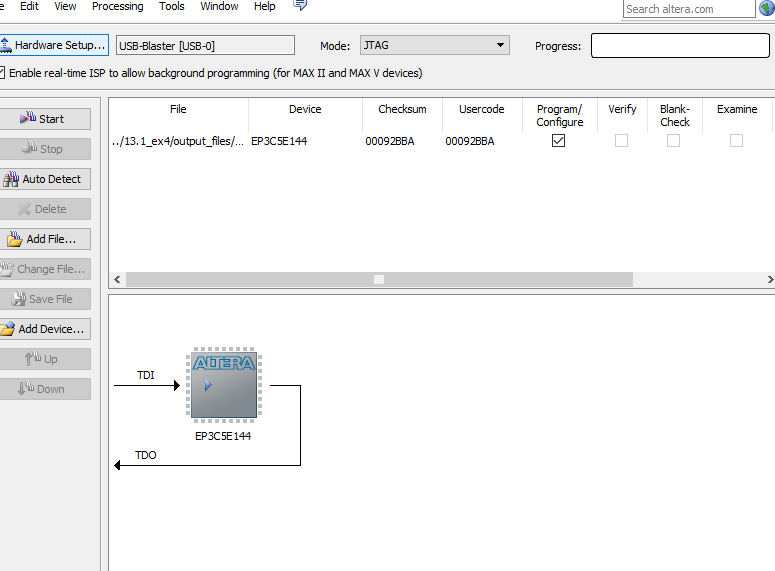 Edit View Processing Tools Window Help Search altera.com
Hardware Setup... USB-Blaster [USB-0] Mode: JTAG Progress:
Enable real-time ISP to allow background programming (for MAX II and MAX V devices)
Start
Stop
Auto Detect
Delete
Add File...
Change File...
Save File
Add Device...
Up
Down
File Device Checksum Usercode Program/ Verify Blank- Examine
Configure Check
../13.1_ex4/output_files/... EP3C5E144 00092BBA 00092BBA
ALTERA
TDI
EP3C5E144
TDO